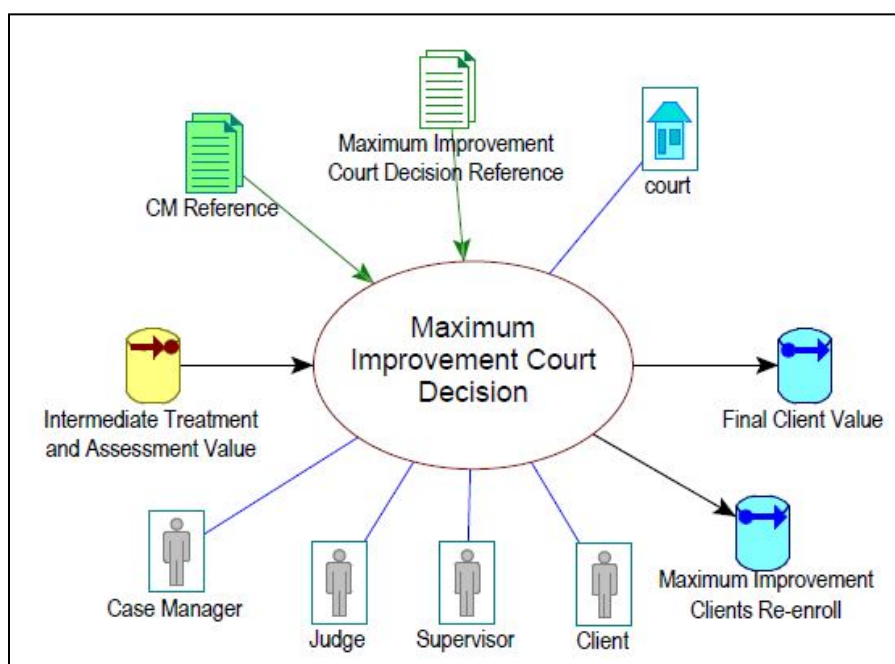 Maximum Improvement
Court Decision Reference
court
CM Reference
Maximum
Improvement Court
Decision
Intermediate Treatment
and Assessment Value
Final Client Value
Case Manager
Judge
Supervisor
Client
Maximum Improvement
Clients Re-enroll